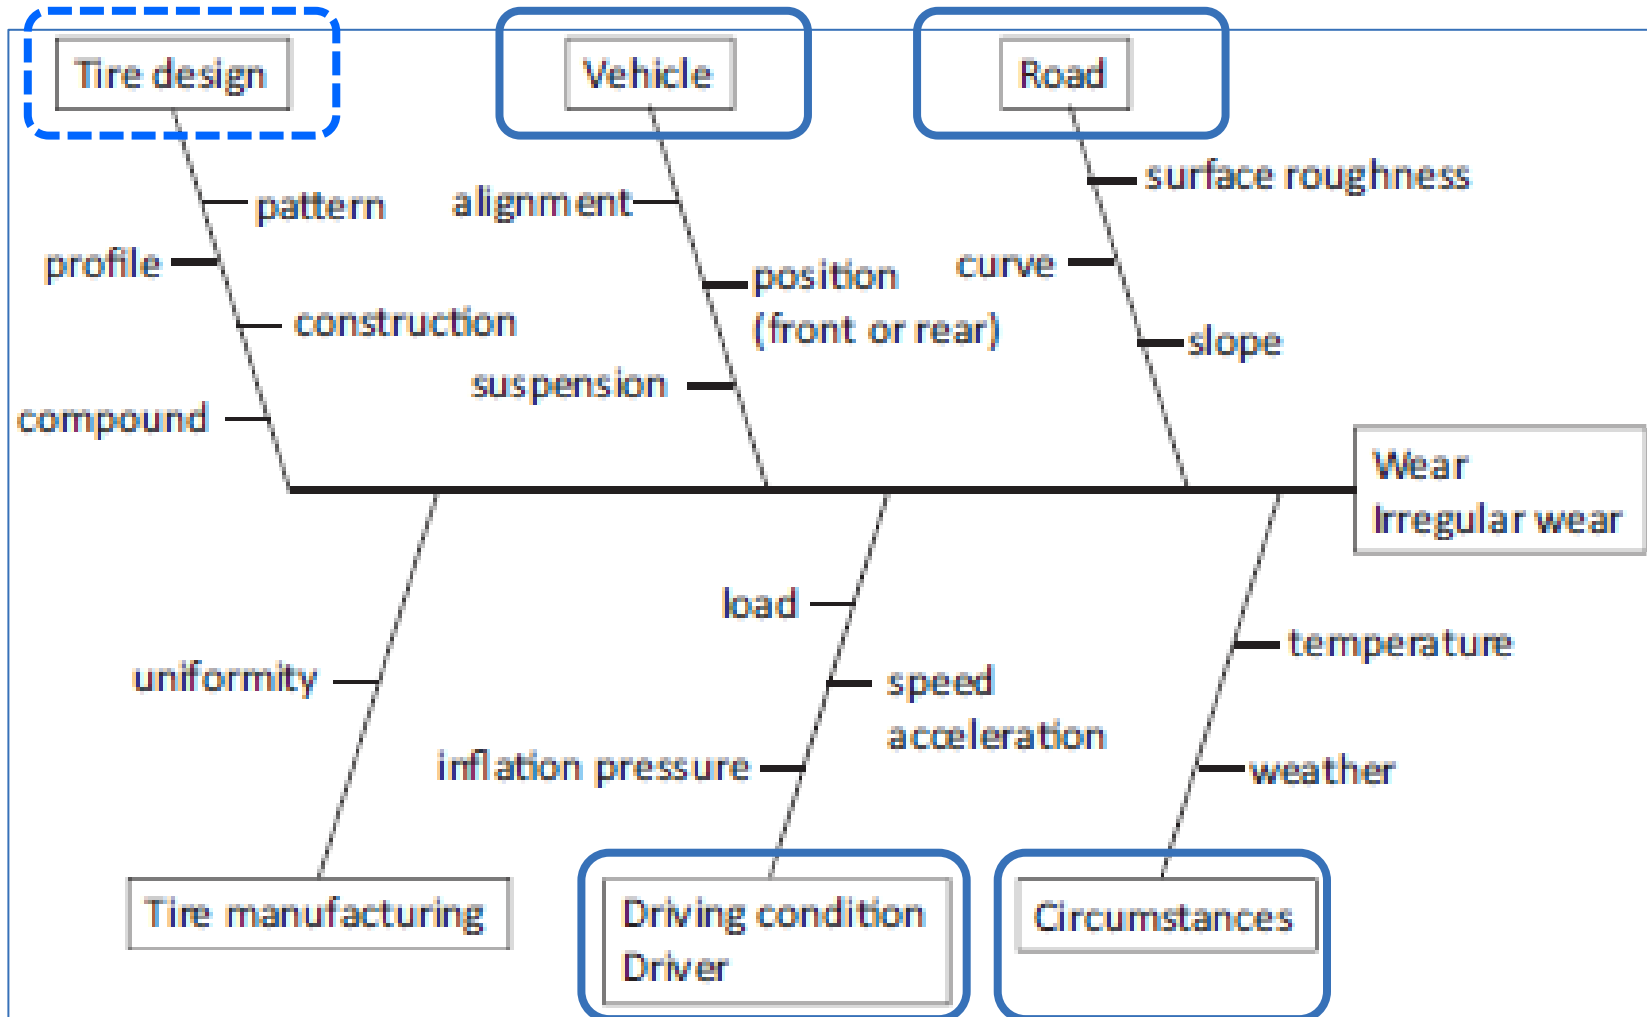 Tire design
Vehicle
Road
pattern
profile
construction
compound
alignment
position
(front or rear)
suspension
surface roughness
curve
slope
Wear
Irregular wear
uniformity
load
speed
acceleration
inflation pressure
temperature
weather
Tire manufacturing
Driving condition
Driver
Circumstances